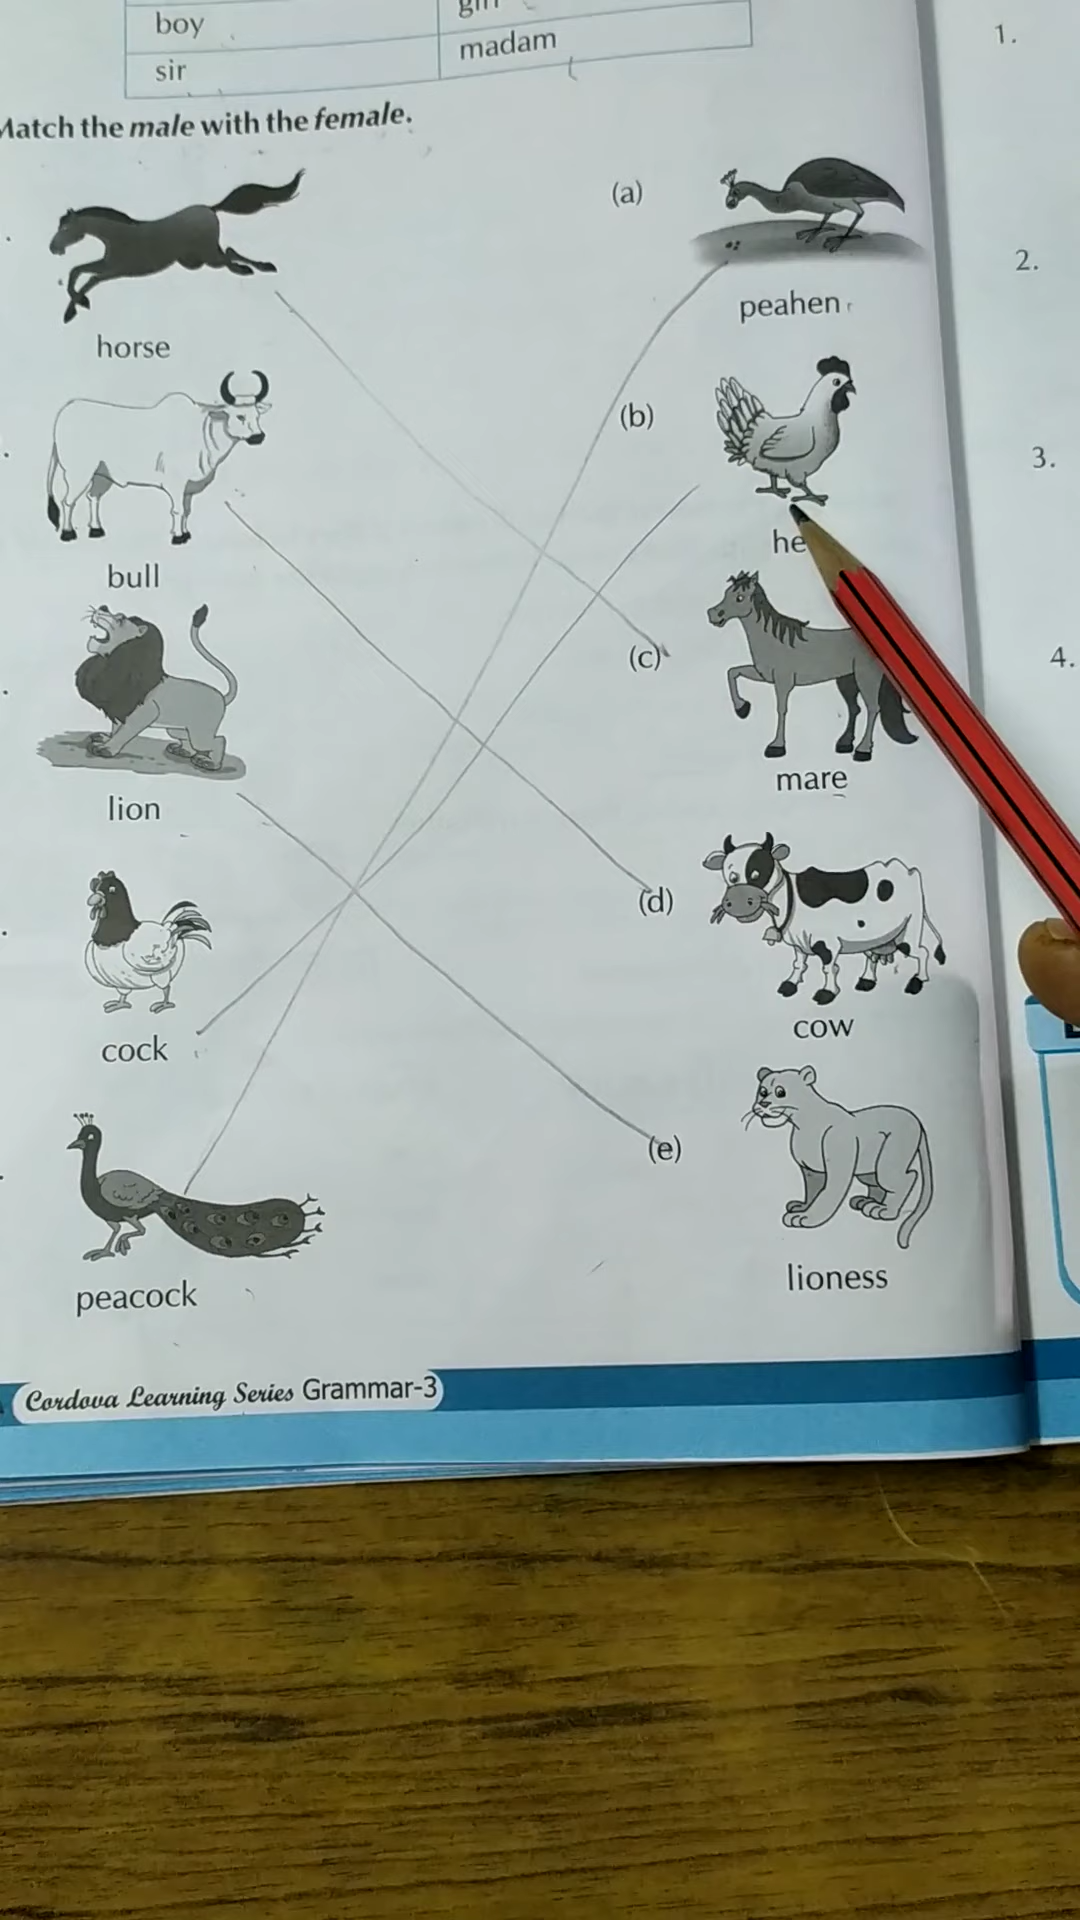 boy
sir madam
Match the male with the female.
(a)
peahen
horse
(b)
he
bull
(c)
mare
lion
(d)
cow
cock
(e)
lioness
peacock
Cordova Learning Series Grammar-3
1.
2.
3.
4.